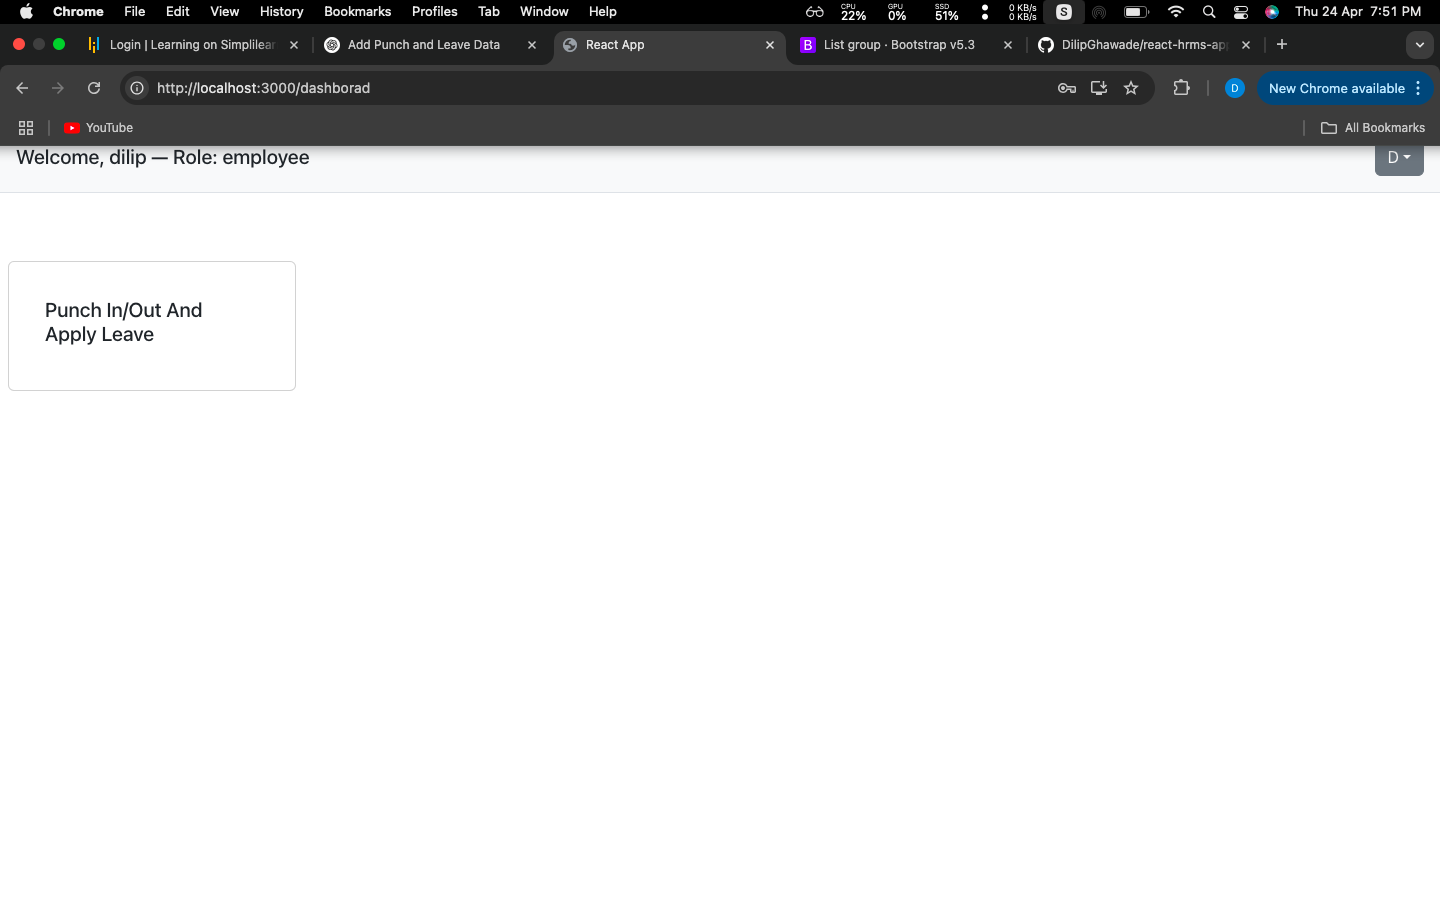 Chrome File Edit View History Bookmarks Profiles Tab Window Help CPU 22% GPU 0% SSD 51% 0 KB/s 0 KB/s S Thu 24 Apr 7:51 PM
Login | Learning on Simplilear
Add Punch and Leave Data
React App
B List group · Bootstrap v5.3
DilipGhawade/react-hrms-ap
http://localhost:3000/dashborad
D
New Chrome available
YouTube
All Bookmarks
Welcome, dilip — Role: employee
D
Punch In/Out And
Apply Leave